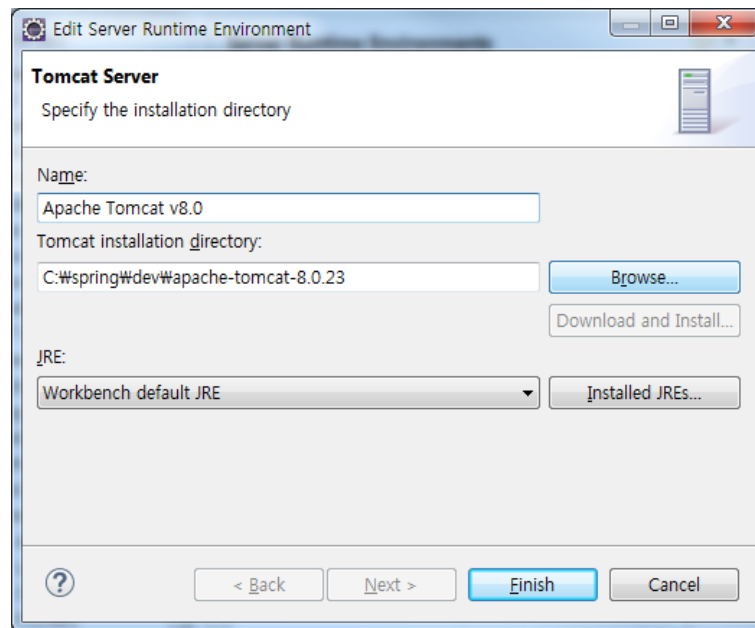 Edit Server Runtime Environment
Tomcat Server
Specify the installation directory
Name:
Apache Tomcat v8.0
Tomcat installation directory:
C:₩spring₩dev₩apache-tomcat-8.0.23
Browse...
Download and Install...
JRE:
Workbench default JRE
Installed JREs...
?
< Back
Next >
Finish
Cancel